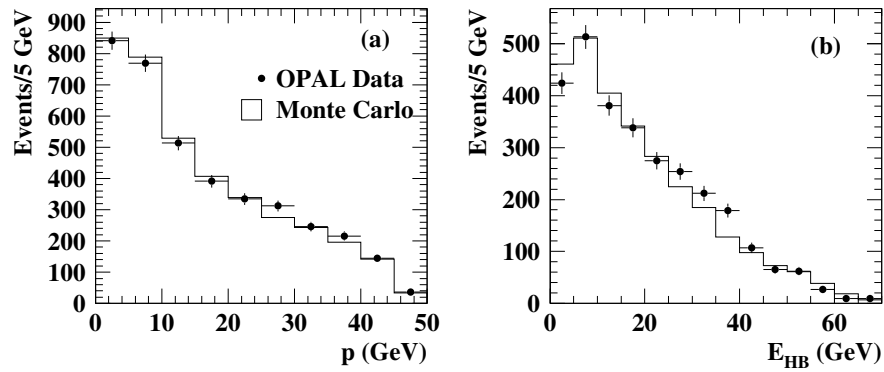 Events/5 GeV
900
800
700
600
500
400
300
200
100
0
(a)
OPAL Data
Monte Carlo
0 10 20 30 40 50
p (GeV)
Events/5 GeV
500
400
300
200
100
0
(b)
0 20 40 60
E_HB (GeV)